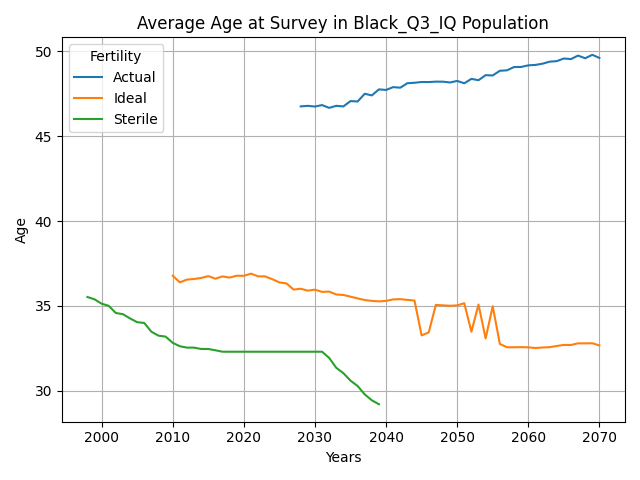 Average Age at Survey in Black_Q3_IQ Population
Fertility
Actual
Ideal
Sterile
Age
50
45
40
35
30
2000 2010 2020 2030 2040 2050 2060 2070
Years